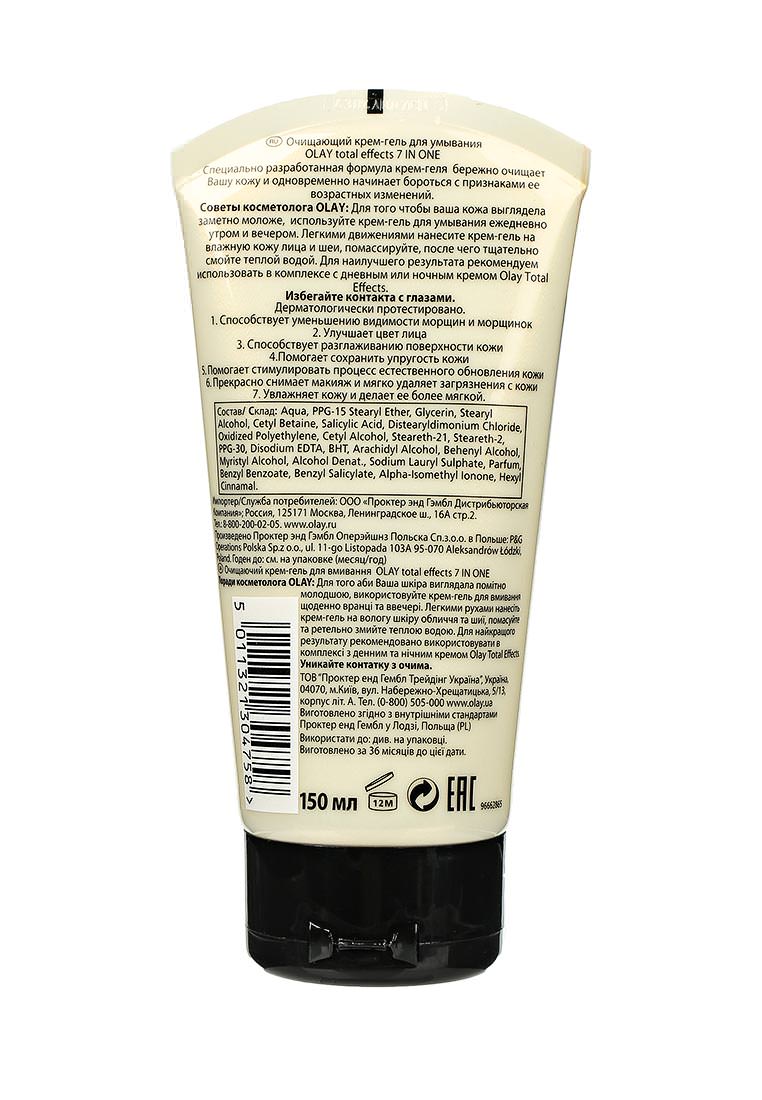 RU Очищающий крем-гель для умывания
OLAY total effects 7 IN ONE
Специально разработанная формула крем-геля бережно очищает
Вашу кожу и одновременно начинает бороться с признаками ее
возрастных изменений.
Советы косметолога OLAY: Для того чтобы ваша кожа выглядела
заметно моложе, используйте крем-гель для умывания ежедневно
утром и вечером. Легкими движениями нанесите крем-гель на
влажную кожу лица и шеи, помассируйте, после чего тщательно
смойте теплой водой. Для наилучшего результата рекомендуем
использовать в комплексе с дневным или ночным кремом Olay Total
Effects.
Избегайте контакта с глазами.
Дерматологически протестировано.
1. Способствует уменьшению видимости морщин и морщинок
2. Улучшает цвет лица
3. Способствует разглаживанию поверхности кожи
4.Помогает сохранить упругость кожи
5.Помогает стимулировать процесс естественного обновления кожи
6. Прекрасно снимает макияж и мягко удаляет загрязнения с кожи
7. Увлажняет кожу и делает ее более мягкой.
Состав/ Склад: Aqua, PPG-15 Stearyl Ether, Glycerin, Stearyl
Alcohol, Cetyl Betaine, Salicylic Acid, Distearyldimonium Chloride,
Oxidized Polyethylene, Cetyl Alcohol, Steareth-21, Steareth-2,
PPG-30, Disodium EDTA, BHT, Arachidyl Alcohol, Behenyl Alcohol,
Myristyl Alcohol, Alcohol Denat., Sodium Lauryl Sulphate, Parfum,
Benzyl Benzoate, Benzyl Salicylate, Alpha-Isomethyl Ionone, Hexyl
Cinnamal.
Импортер/Служба потребителей: ООО «Проктер энд Гэмбл Дистрибьюторская
Компания»; Россия, 125171 Москва, Ленинградское ш., 16А стр.2.
Тел.: 8-800-200-02-05. www.olay.ru
Произведено Проктер энд Гэмбл Оперэйшнз Польска Сп.з.о.о. в Польше: P&G
Operations Polska Sp.z o.o., ul. 11-go Listopada 103A 95-070 Aleksandrów Łódzki,
Poland. Годен до: см. на упаковке (месяц/год)
Очищаючий крем-гель для вмивання OLAY total effects 7 IN ONE
Поради косметолога OLAY: Для того аби Ваша шкіра виглядала помітно
молодшою, використовуйте крем-гель для вмивання
щоденно вранці та ввечері. Легкими рухами нанесіть
крем-гель на вологу шкіру обличчя та шиї, помасуйте
та ретельно змийте теплою водою. Для найкращого
результату рекомендовано використовувати в
комплексі з денним та нічним кремом Olay Total Effects.
Уникайте контакту з очима.
ТОВ "Проктер енд Гембл Трейдінг Україна", Україна,
04070, м.Київ, вул. Набережно-Хрещатицька, 5/13,
корпус літ. А. Тел. (0-800) 505-000 www.olay.ua
Виготовлено згідно з внутрішніми стандартами
Проктер енд Гембл у Лодзі, Польща (PL)
Використати до: див. на упаковці.
Виготовлено за 36 місяців до цієї дати.
5 011321 304758 >
150 мл 12M EAC 96662865